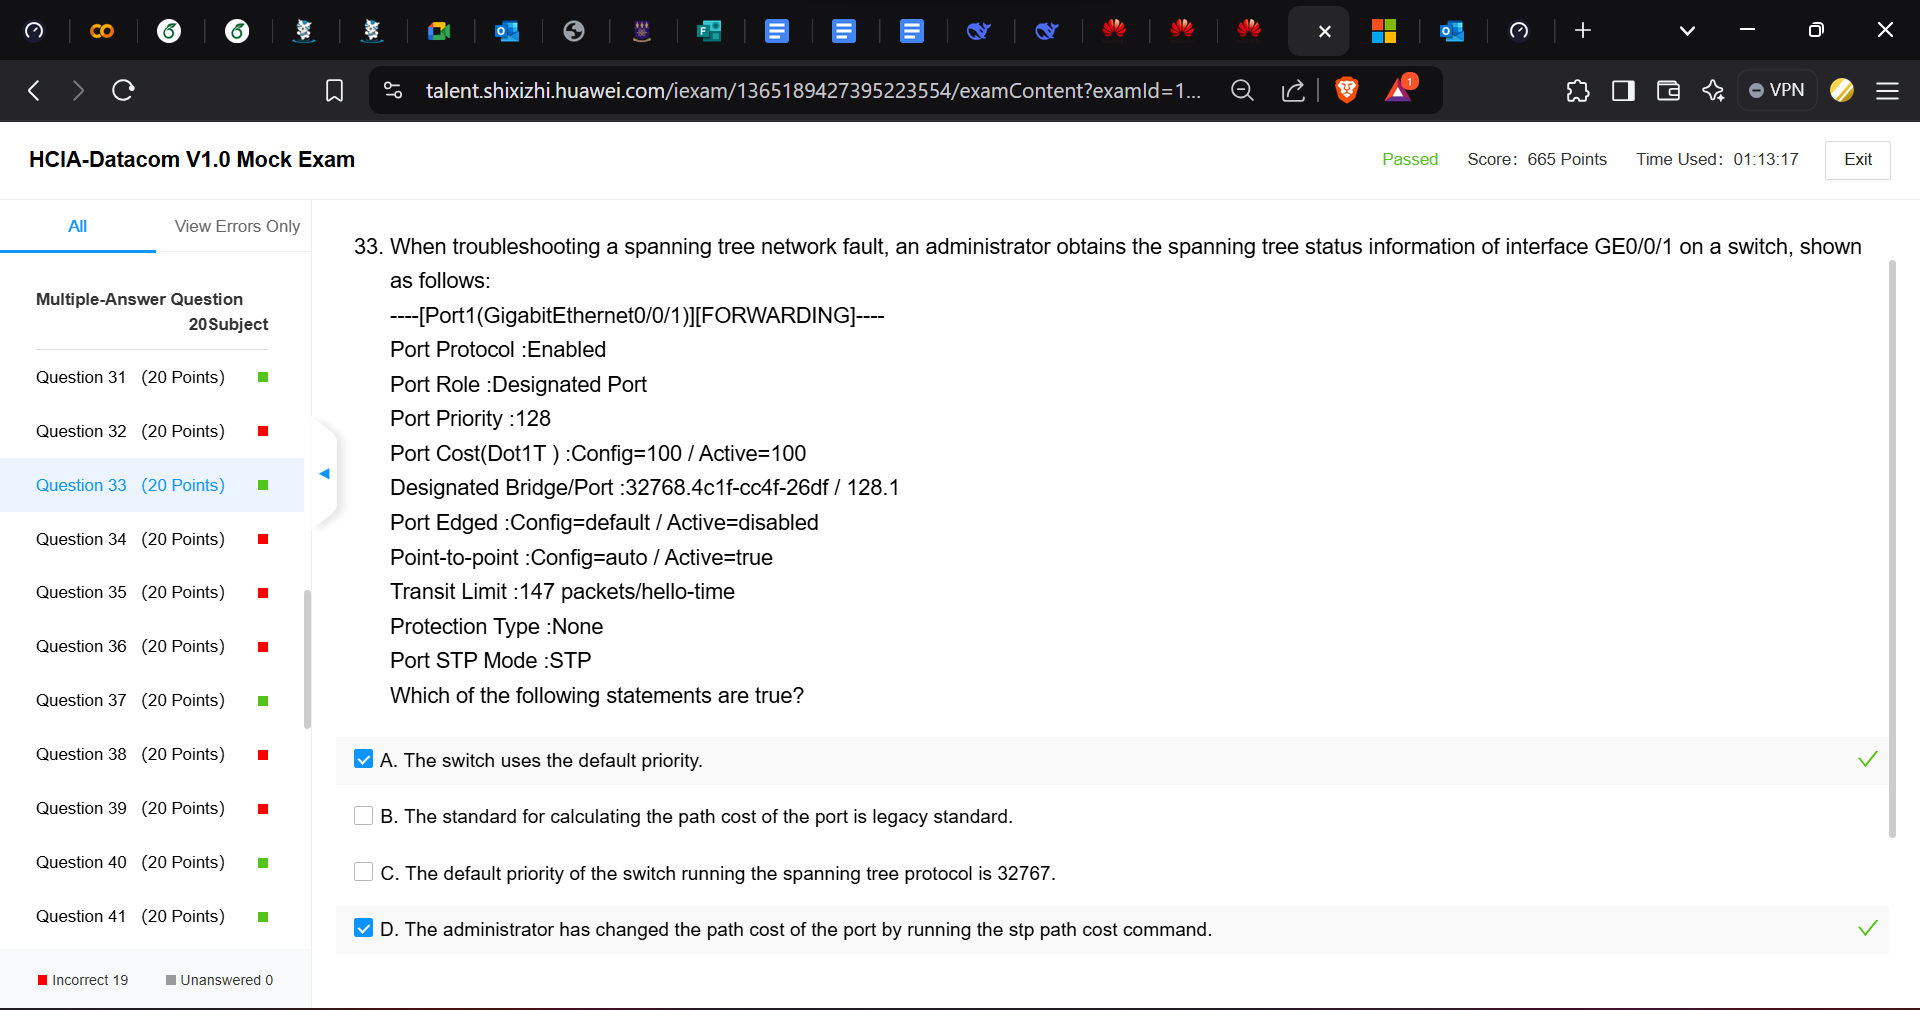 talent.shixizhi.huawei.com/iexam/1365189427395223554/examContent?examId=1...
1
VPN
HCIA-Datacom V1.0 Mock Exam
Passed
Score: 665 Points
Time Used: 01:13:17
Exit
All
View Errors Only
Multiple-Answer Question
20Subject
Question 31 (20 Points)
Question 32 (20 Points)
Question 33 (20 Points)
Question 34 (20 Points)
Question 35 (20 Points)
Question 36 (20 Points)
Question 37 (20 Points)
Question 38 (20 Points)
Question 39 (20 Points)
Question 40 (20 Points)
Question 41 (20 Points)
Incorrect 19
Unanswered 0
33. When troubleshooting a spanning tree network fault, an administrator obtains the spanning tree status information of interface GE0/0/1 on a switch, shown
as follows:
----[Port1(GigabitEthernet0/0/1)][FORWARDING]----
Port Protocol :Enabled
Port Role :Designated Port
Port Priority :128
Port Cost(Dot1T ) :Config=100 / Active=100
Designated Bridge/Port :32768.4c1f-cc4f-26df / 128.1
Port Edged :Config=default / Active=disabled
Point-to-point :Config=auto / Active=true
Transit Limit :147 packets/hello-time
Protection Type :None
Port STP Mode :STP
Which of the following statements are true?
A. The switch uses the default priority.
B. The standard for calculating the path cost of the port is legacy standard.
C. The default priority of the switch running the spanning tree protocol is 32767.
D. The administrator has changed the path cost of the port by running the stp path cost command.